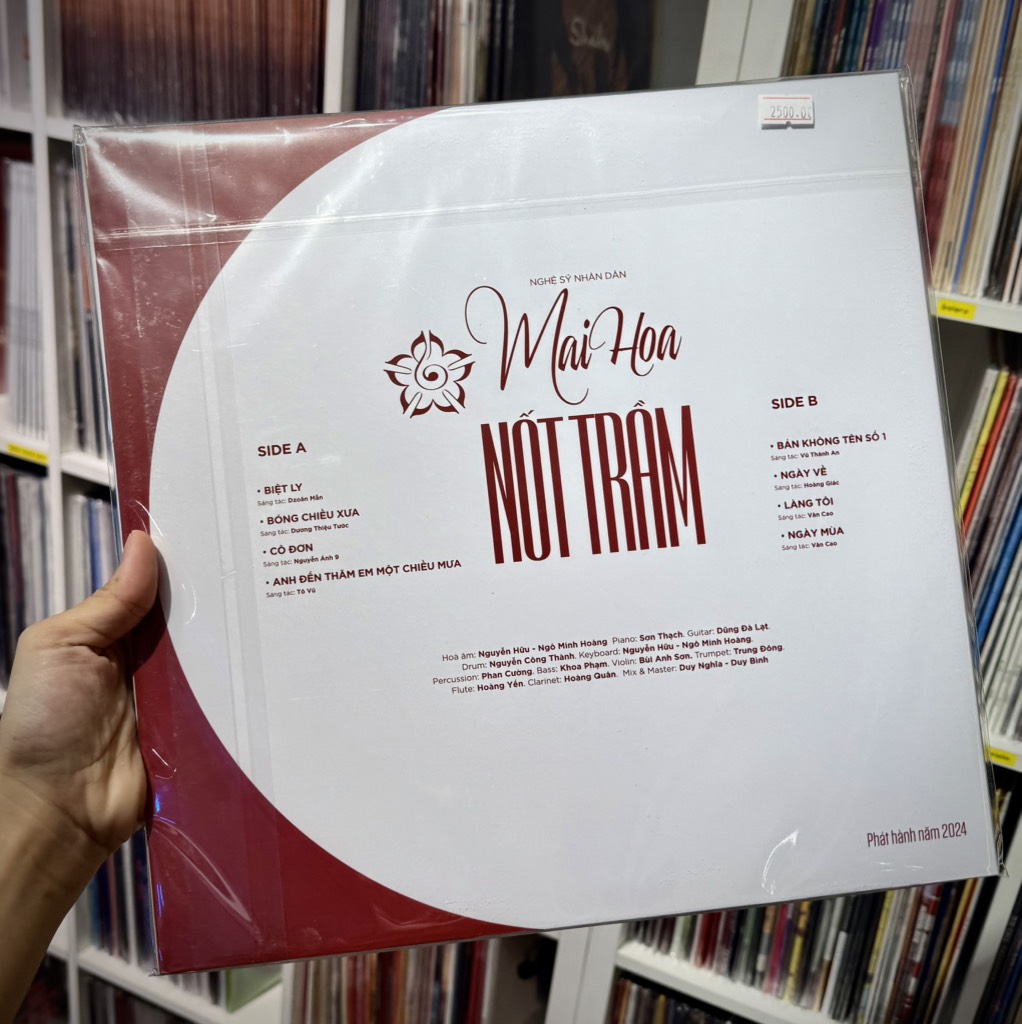 2500.00
NGHỆ SỸ NHÂN DÂN
Mai Hoa
NỐT TRẦM
SIDE A
• BIỆT LY
Sáng tác: Dzoãn Mẫn
• BÓNG CHIỀU XƯA
Sáng tác: Dương Thiệu Tước
• CÔ ĐƠN
Sáng tác: Nguyễn Ánh 9
• ANH ĐẾN THĂM EM MỘT CHIỀU MƯA
Sáng tác: Tô Vũ
SIDE B
• BẢN KHÔNG TÊN SỐ 1
Sáng tác: Vũ Thành An
• NGÀY VỀ
Sáng tác: Hoàng Giác
• LÀNG TÔI
Sáng tác: Văn Cao
• NGÀY MÙA
Sáng tác: Văn Cao
Hoà âm: Nguyễn Hữu - Ngô Minh Hoàng Piano: Sơn Thạch. Guitar: Dũng Đà Lạt.
Drum: Nguyễn Công Thành. Keyboard: Nguyễn Hữu - Ngô Minh Hoàng.
Percussion: Phan Cường. Bass: Khoa Phạm. Violin: Bùi Anh Sơn. Trumpet: Trung Đông.
Flute: Hoàng Yến. Clarinet: Hoàng Quân. Mix & Master: Duy Nghĩa - Duy Bình
Phát hành năm 2024